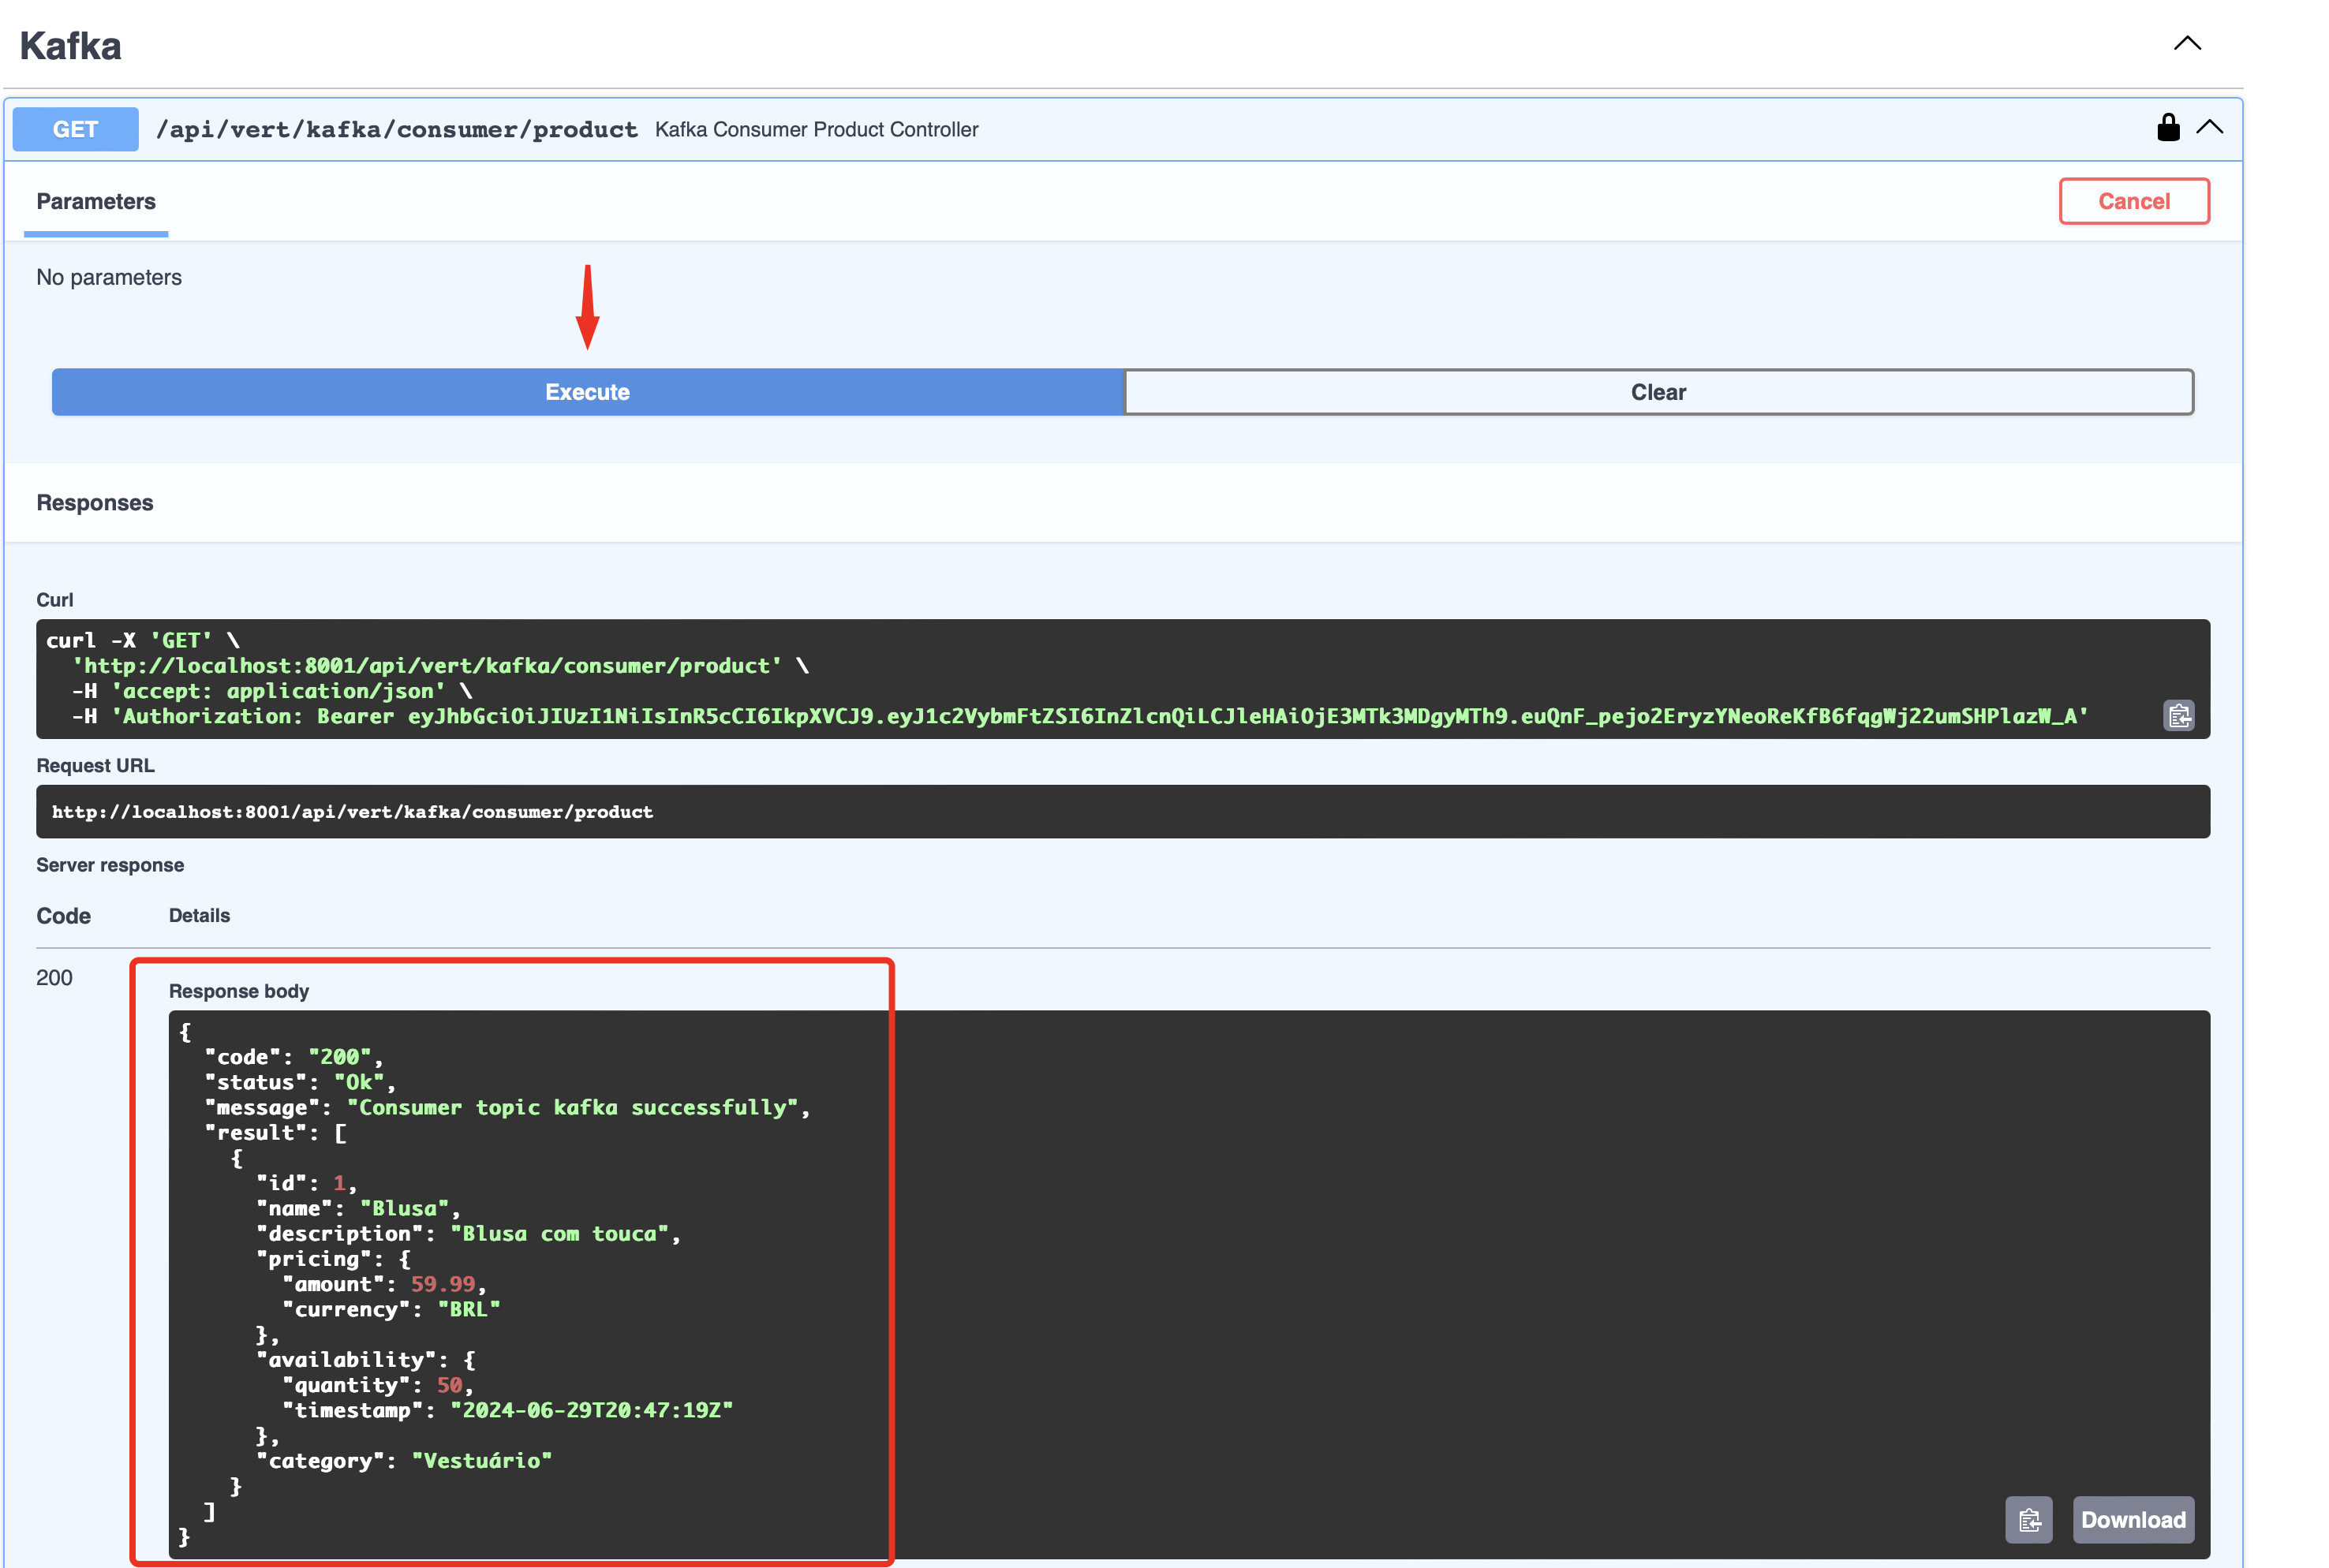 Kafka
GET /api/vert/kafka/consumer/product Kafka Consumer Product Controller
Parameters
Cancel
No parameters
Execute
Clear
Responses
Curl
curl -X 'GET' \
  'http://localhost:8001/api/vert/kafka/consumer/product' \
  -H 'accept: application/json' \
  -H 'Authorization: Bearer eyJhbGciOiJIUzI1NiIsInR5cCI6IkpXVCJ9.eyJ1c2VybmFtZSI6InZlcnQiLCJleHAiOjE3MTk3MDgyMTh9.euQnF_pejo2EryzYNeoReKfB6fqgWj22umSHPlazW_A'
Request URL
http://localhost:8001/api/vert/kafka/consumer/product
Server response
Code Details
200
Response body
{
  "code": "200",
  "status": "Ok",
  "message": "Consumer topic kafka successfully",
  "result": [
    {
      "id": 1,
      "name": "Blusa",
      "description": "Blusa com touca",
      "pricing": {
        "amount": 59.99,
        "currency": "BRL"
      },
      "availability": {
        "quantity": 50,
        "timestamp": "2024-06-29T20:47:19Z"
      },
      "category": "Vestuário"
    }
  ]
}
Download